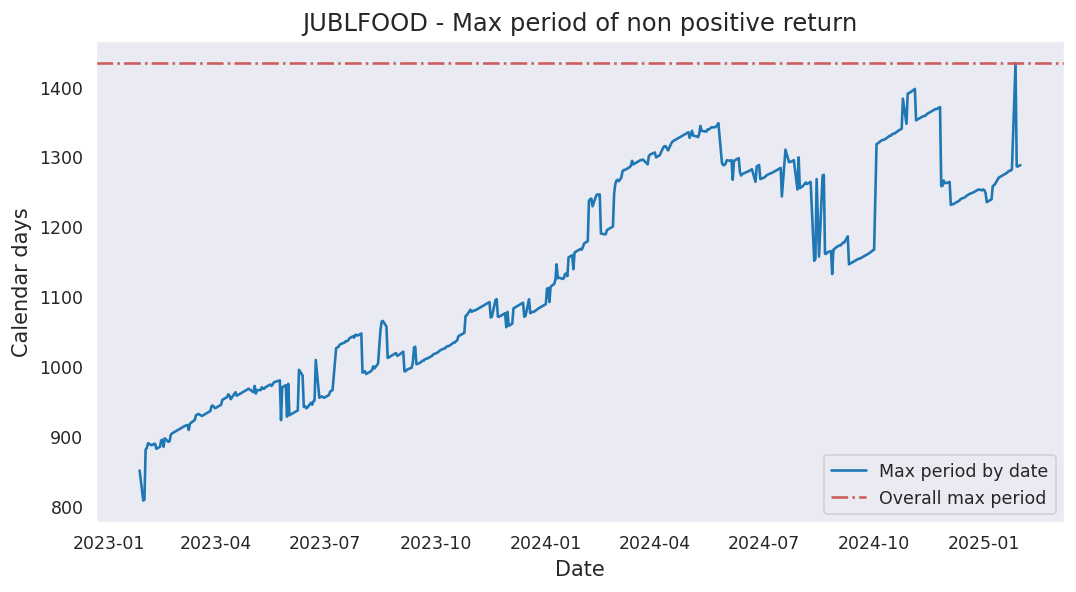 JUBLFOOD - Max period of non positive return
Calendar days
1400
1300
1200
1100
1000
900
800
Max period by date
Overall max period
2023-01 2023-04 2023-07 2023-10 2024-01 2024-04 2024-07 2024-10 2025-01
Date